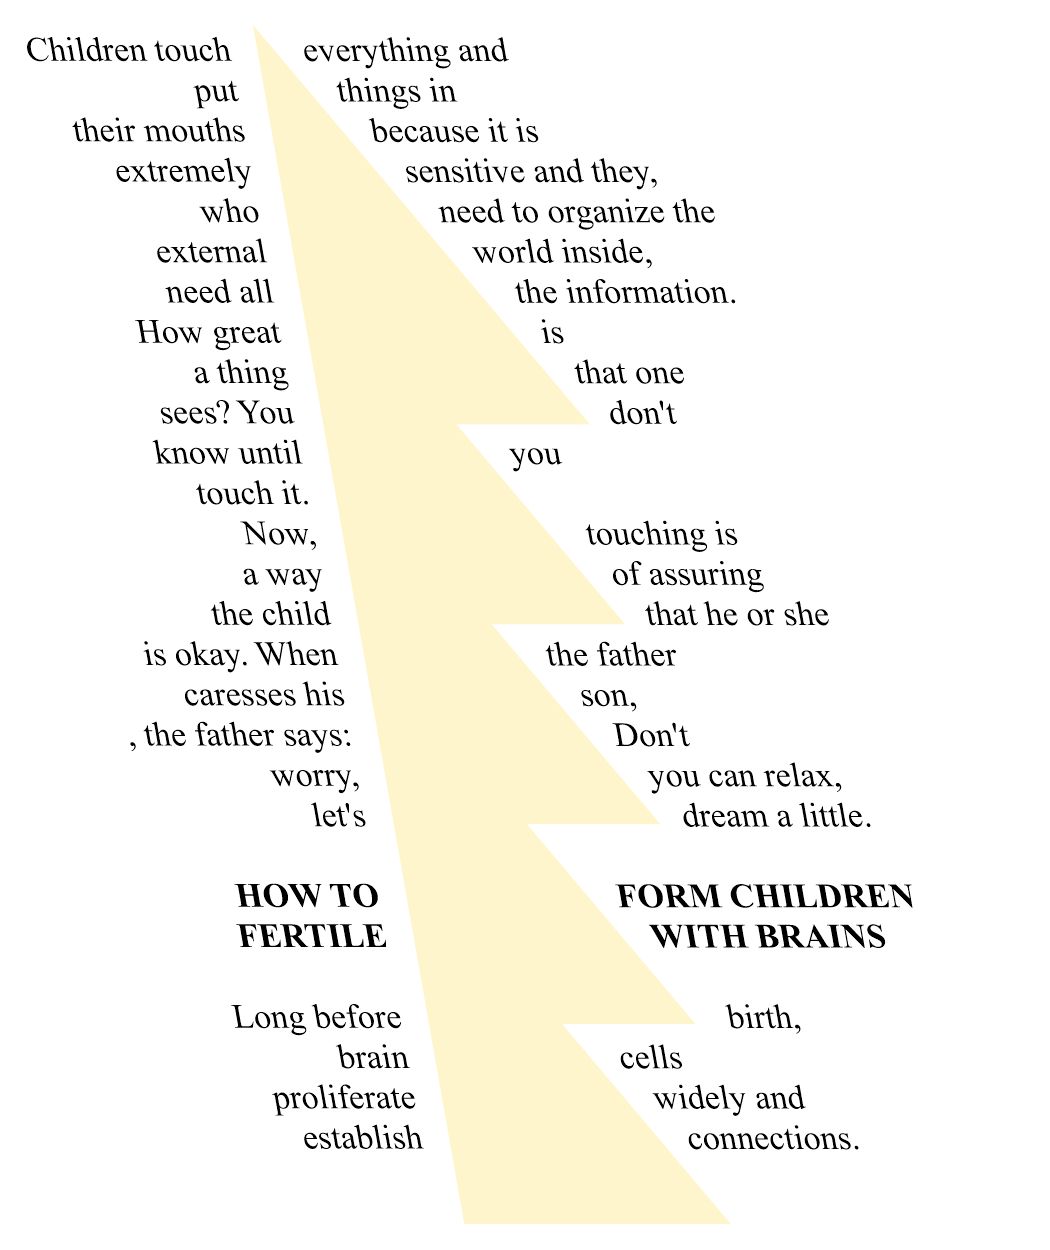 Children touch everything and
put things in
their mouths because it is
extremely sensitive and they,
who need to organize the
external world inside,
need all the information.
How great is
a thing that one
sees? You don't
know until you
touch it.
Now, touching is
a way of assuring
the child that he or she
is okay. When the father
caresses his son,
, the father says: Don't
worry, you can relax,
let's dream a little.
HOW TO FORM CHILDREN
FERTILE WITH BRAINS
Long before birth,
brain cells
proliferate widely and
establish connections.